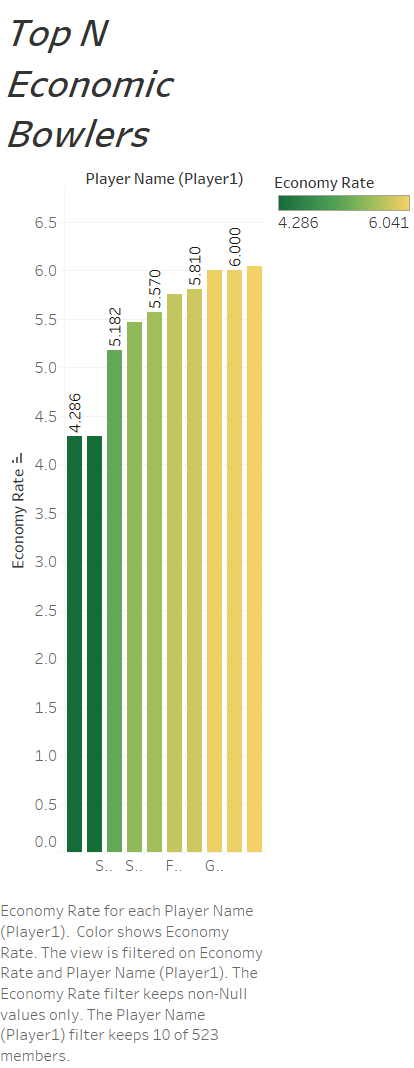 Top N
Economic
Bowlers
Player Name (Player1)
Economy Rate
4.286 6.041
6.5
6.0
5.5
5.0
4.5
4.0
3.5
3.0
2.5
2.0
1.5
1.0
0.5
0.0
Economy Rate
4.286
5.182
5.570
5.810
6.000
S.. S.. F.. G..
Economy Rate for each Player Name
(Player1).  Color shows Economy
Rate. The view is filtered on Economy
Rate and Player Name (Player1). The
Economy Rate filter keeps non-Null
values only. The Player Name
(Player1) filter keeps 10 of 523
members.